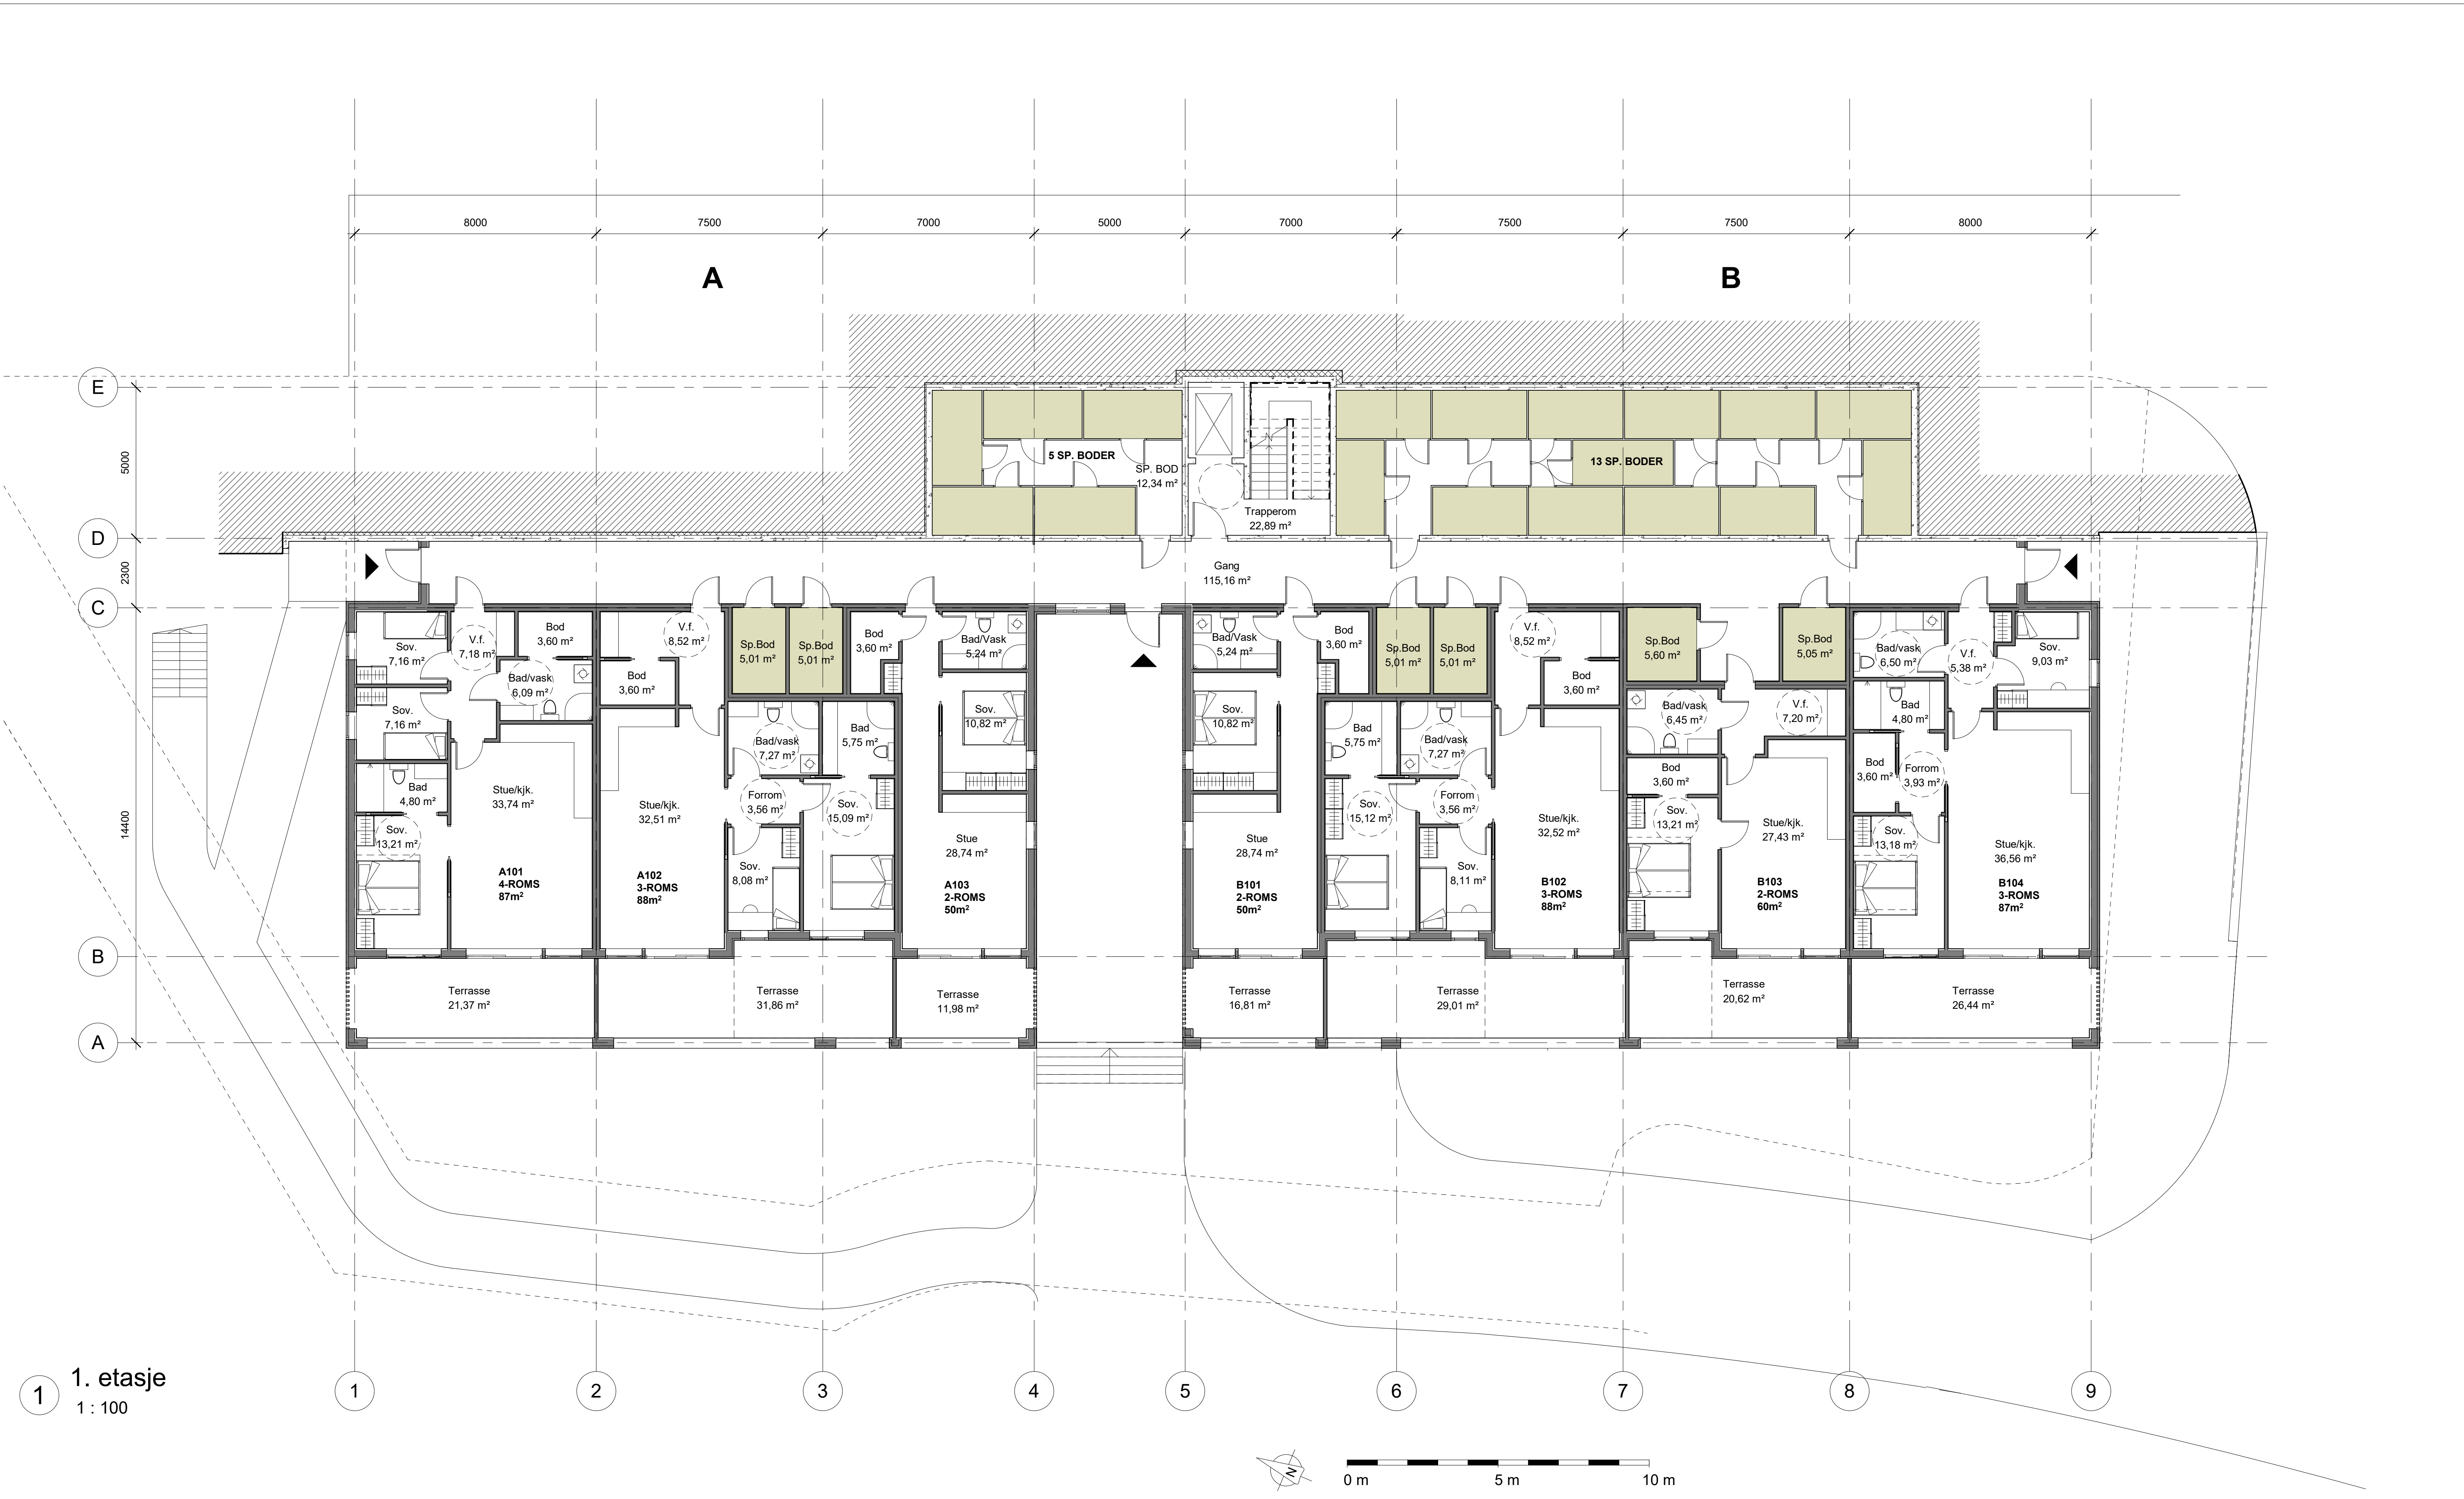 8000
7500
7000
5000
7000
7500
7500
8000
A
B
E
D
C
B
A
5000
2300
14400
5 SP. BODER
SP. BOD
12,34 m²
Trapperom
22,89 m²
13 SP. BODER
Gang
115,16 m²
Sov.
7,16 m²
V.f.
7,18 m²
Bod
3,60 m²
Bad/vask
6,09 m²
Sov.
7,16 m²
Bad
4,80 m²
Sov.
13,21 m²
Stue/kjk.
33,74 m²
A101
4-ROMS
87m²
Terrasse
21,37 m²
V.f.
8,52 m²
Bod
3,60 m²
Sp.Bod
5,01 m²
Sp.Bod
5,01 m²
Bad/vask
7,27 m²
Bad
5,75 m²
Forrom
3,56 m²
Sov.
15,09 m²
Sov.
8,08 m²
Stue/kjk.
32,51 m²
A102
3-ROMS
88m²
Terrasse
31,86 m²
Bod
3,60 m²
Bad/Vask
5,24 m²
Sov.
10,82 m²
Stue
28,74 m²
A103
2-ROMS
50m²
Terrasse
11,98 m²
Bad/Vask
5,24 m²
Bod
3,60 m²
Sov.
10,82 m²
Stue
28,74 m²
B101
2-ROMS
50m²
Terrasse
16,81 m²
Sp.Bod
5,01 m²
Sp.Bod
5,01 m²
V.f.
8,52 m²
Bod
3,60 m²
Bad
5,75 m²
Bad/vask
7,27 m²
Sov.
15,12 m²
Forrom
3,56 m²
Sov.
8,11 m²
Stue/kjk.
32,52 m²
B102
3-ROMS
88m²
Terrasse
29,01 m²
Sp.Bod
5,60 m²
Sp.Bod
5,05 m²
Bad/vask
6,45 m²
V.f.
7,20 m²
Bod
3,60 m²
Sov.
13,21 m²
Stue/kjk.
27,43 m²
B103
2-ROMS
60m²
Terrasse
20,62 m²
Bad/vask
6,50 m²
V.f.
5,38 m²
Sov.
9,03 m²
Bad
4,80 m²
Bod
3,60 m²
Forrom
3,93 m²
Sov.
13,18 m²
Stue/kjk.
36,56 m²
B104
3-ROMS
87m²
Terrasse
26,44 m²
1
2
3
4
5
6
7
8
9
1
1. etasje
1 : 100
N
0 m
5 m
10 m